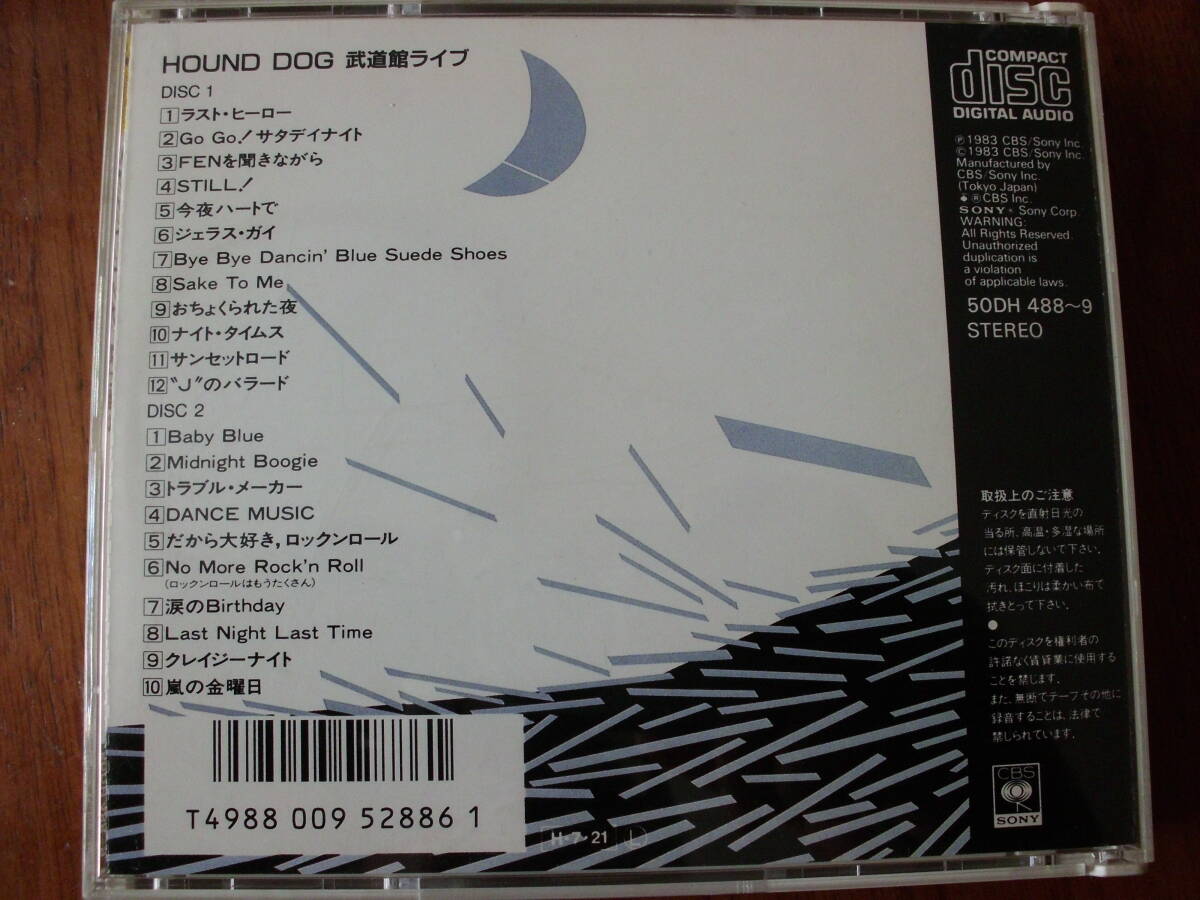 HOUND DOG 武道館ライブ
DISC 1
1 ラスト・ヒーロー
2 Go Go! サタデイナイト
3 FENを聞きながら
4 STILL!
5 今夜ハートで
6 ジェラス・ガイ
7 Bye Bye Dancin' Blue Suede Shoes
8 Sake To Me
9 おちょくられた夜
10 ナイト・タイムス
11 サンセットロード
12 "J"のバラード
DISC 2
1 Baby Blue
2 Midnight Boogie
3 トラブル・メーカー
4 DANCE MUSIC
5 だから大好き,ロックンロール
6 No More Rock'n Roll
(ロックンロールはもうたくさん)
7 涙のBirthday
8 Last Night Last Time
9 クレイジーナイト
10 嵐の金曜日
T4988 009 52886 1
H・7・21 L
COMPACT
disc
DIGITAL AUDIO
Ⓟ1983 CBS/Sony Inc.
©1983 CBS/Sony Inc.
Manufactured by
CBS/Sony Inc.
(Tokyo Japan)
®CBS Inc.
SONY® Sony Corp.
WARNING:
All Rights Reserved.
Unauthorized
duplication is
a violation
of applicable laws.
50DH 488~9
STEREO
取扱上のご注意
ディスクを直射日光の
当る所、高温・多湿な場所
には保管しないで下さい。
ディスク面に付着した
汚れ、ほこりは柔かい布で
拭きとって下さい。
●
このディスクを権利者の
許諾なく賃貸業に使用する
ことを禁じます。
また、無断でテープその他に
録音することは、法律で
禁じられています。
CBS
SONY